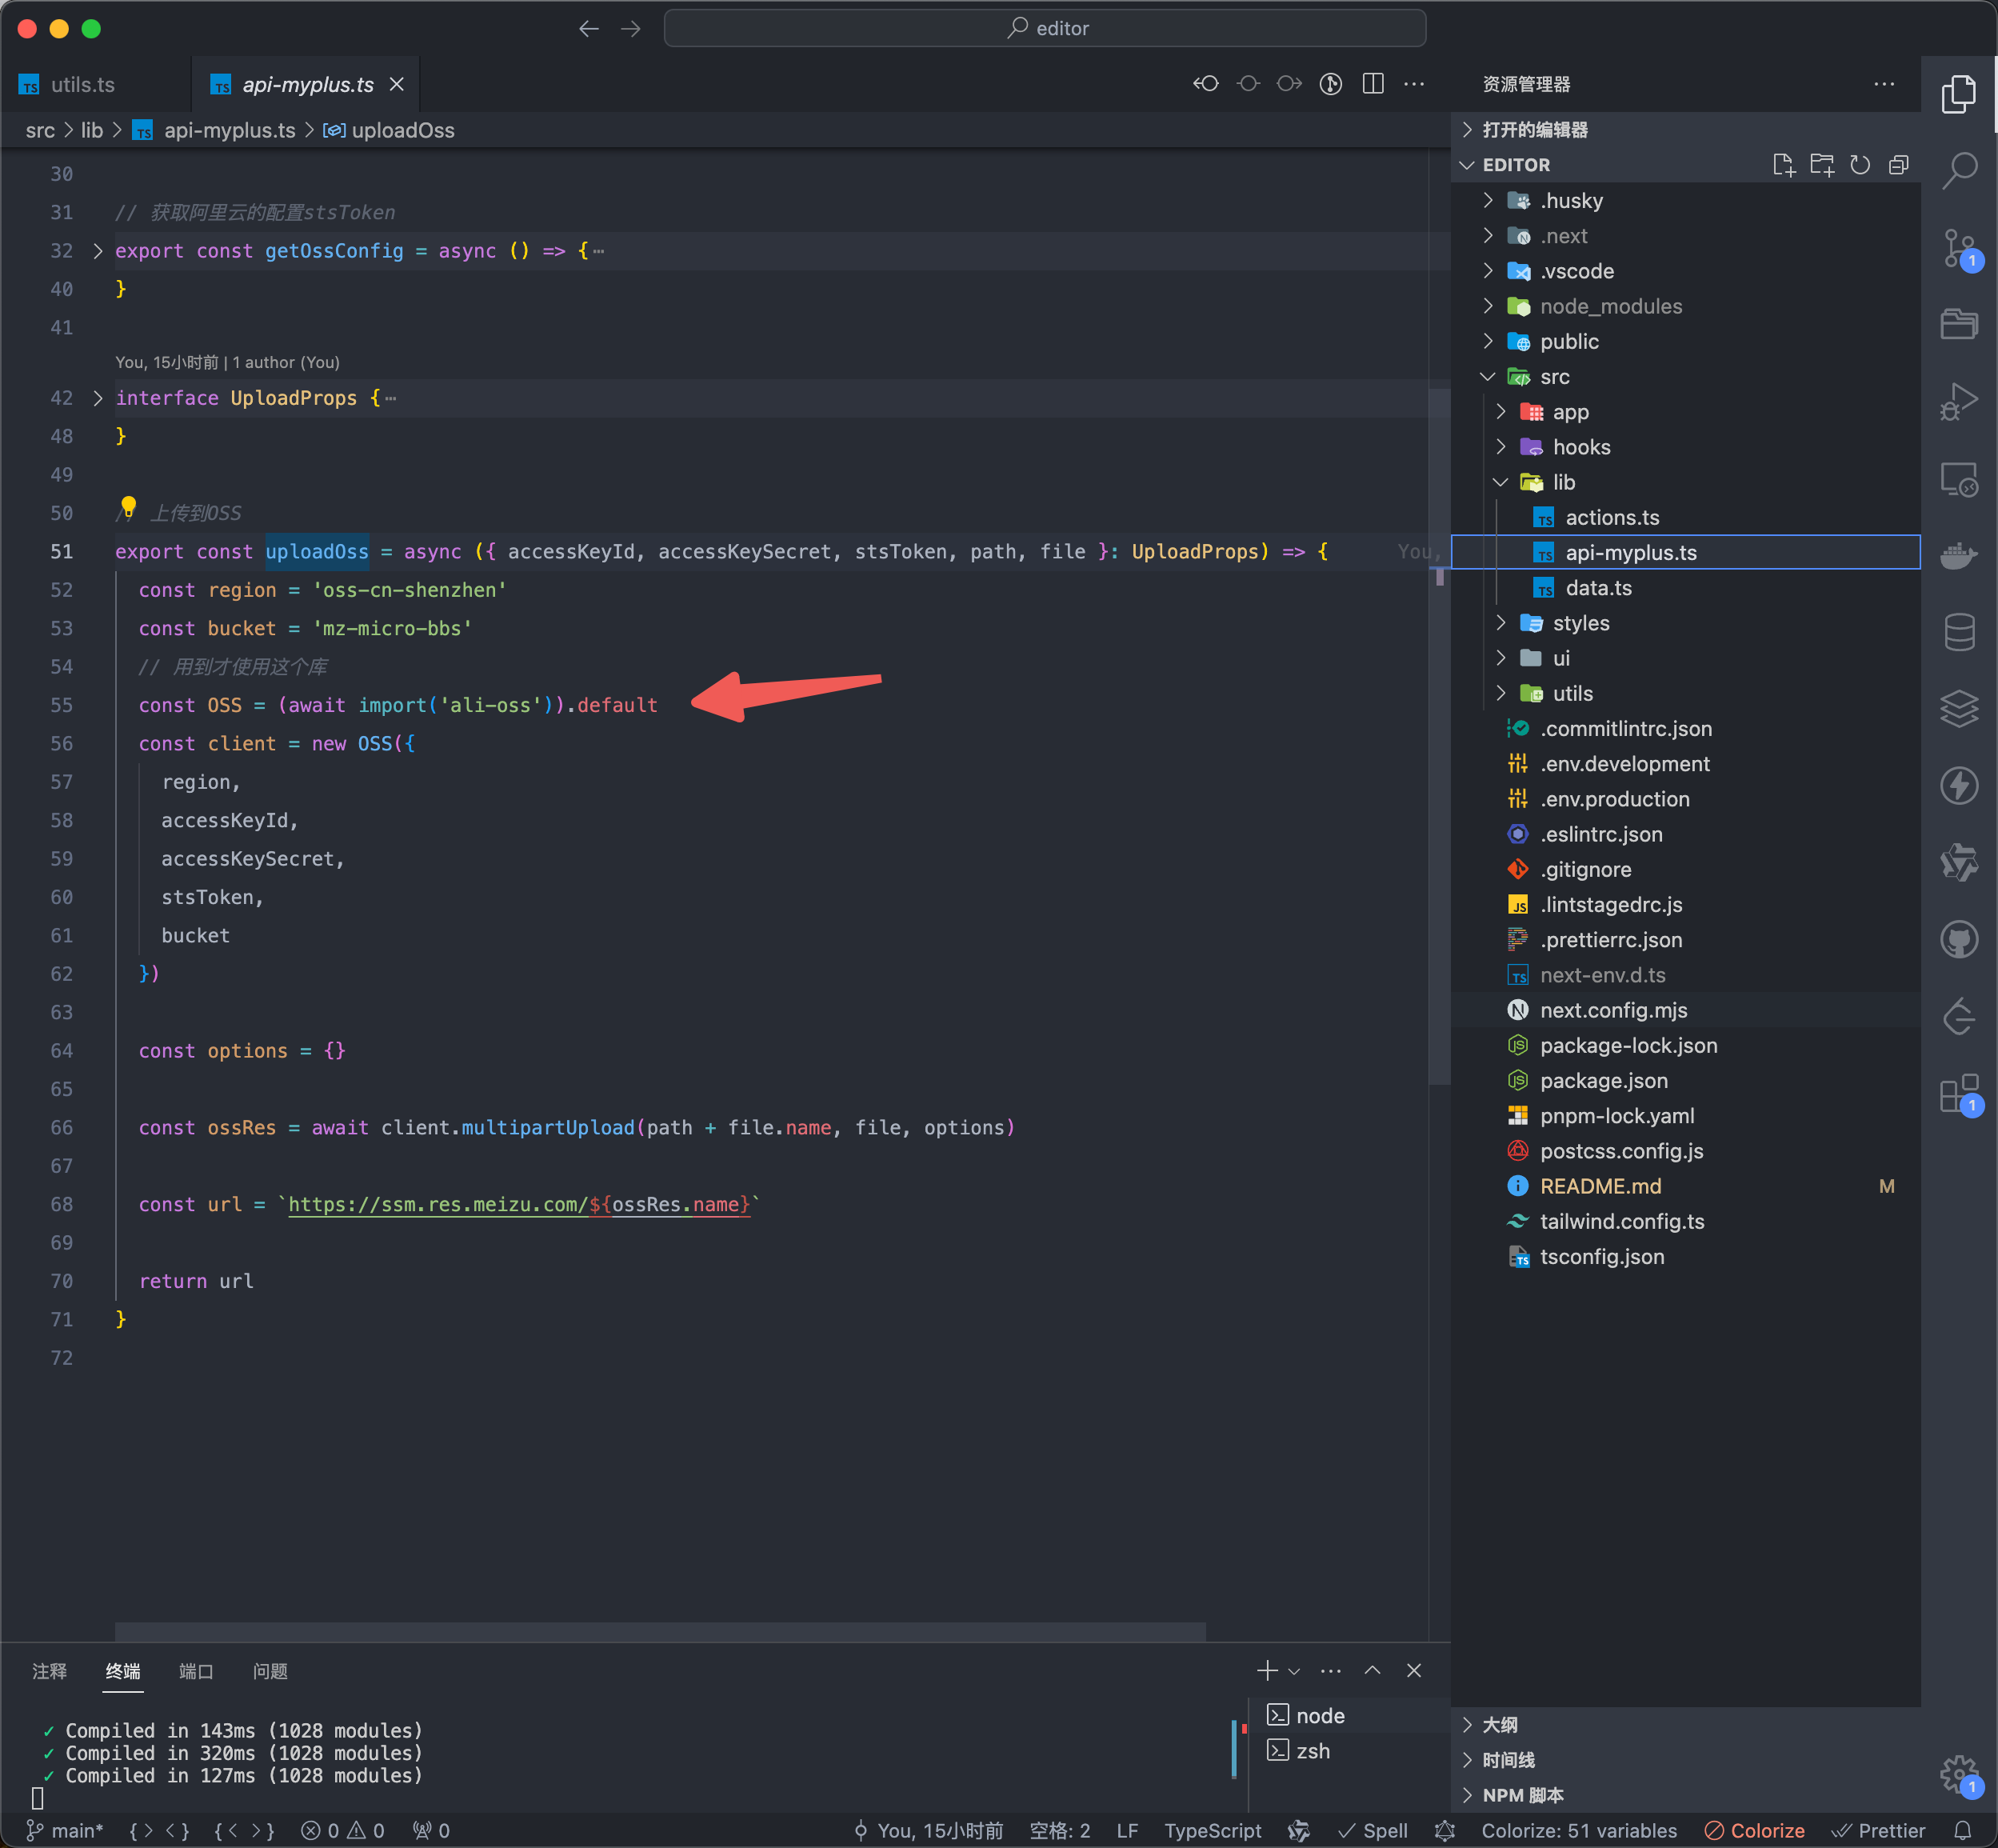 editor
utils.ts
api-myplus.ts
src > lib > TS api-myplus.ts > uploadOss
30
31 // 获取阿里云的配置stsToken
32 export const getOssConfig = async () => {⋯
40 }
41
You, 15小时前 | 1 author (You)
42 interface UploadProps {⋯
48 }
49
50 // 上传到OSS
51 export const uploadOss = async ({ accessKeyId, accessKeySecret, stsToken, path, file }: UploadProps) => { You,
52 const region = 'oss-cn-shenzhen'
53 const bucket = 'mz-micro-bbs'
54 // 用到才使用这个库
55 const OSS = (await import('ali-oss')).default
56 const client = new OSS({
57 region,
58 accessKeyId,
59 accessKeySecret,
60 stsToken,
61 bucket
62 })
63
64 const options = {}
65
66 const ossRes = await client.multipartUpload(path + file.name, file, options)
67
68 const url = `https://ssm.res.meizu.com/${ossRes.name}`
69
70 return url
71 }
72
注释 终端 端口 问题
✓ Compiled in 143ms (1028 modules)
✓ Compiled in 320ms (1028 modules)
✓ Compiled in 127ms (1028 modules)
node
zsh
资源管理器
打开的编辑器
EDITOR
.husky
.next
.vscode
node_modules
public
src
app
hooks
lib
actions.ts
api-myplus.ts
data.ts
styles
ui
utils
.commitlintrc.json
.env.development
.env.production
.eslintrc.json
.gitignore
.lintstagedrc.js
.prettierrc.json
next-env.d.ts
next.config.mjs
package-lock.json
package.json
pnpm-lock.yaml
postcss.config.js
README.md M
tailwind.config.ts
tsconfig.json
大纲
时间线
NPM 脚本
1
1
1
main* {> <} {< >} 0 0 0 You, 15小时前 空格: 2 LF TypeScript Spell Colorize: 51 variables Colorize Prettier